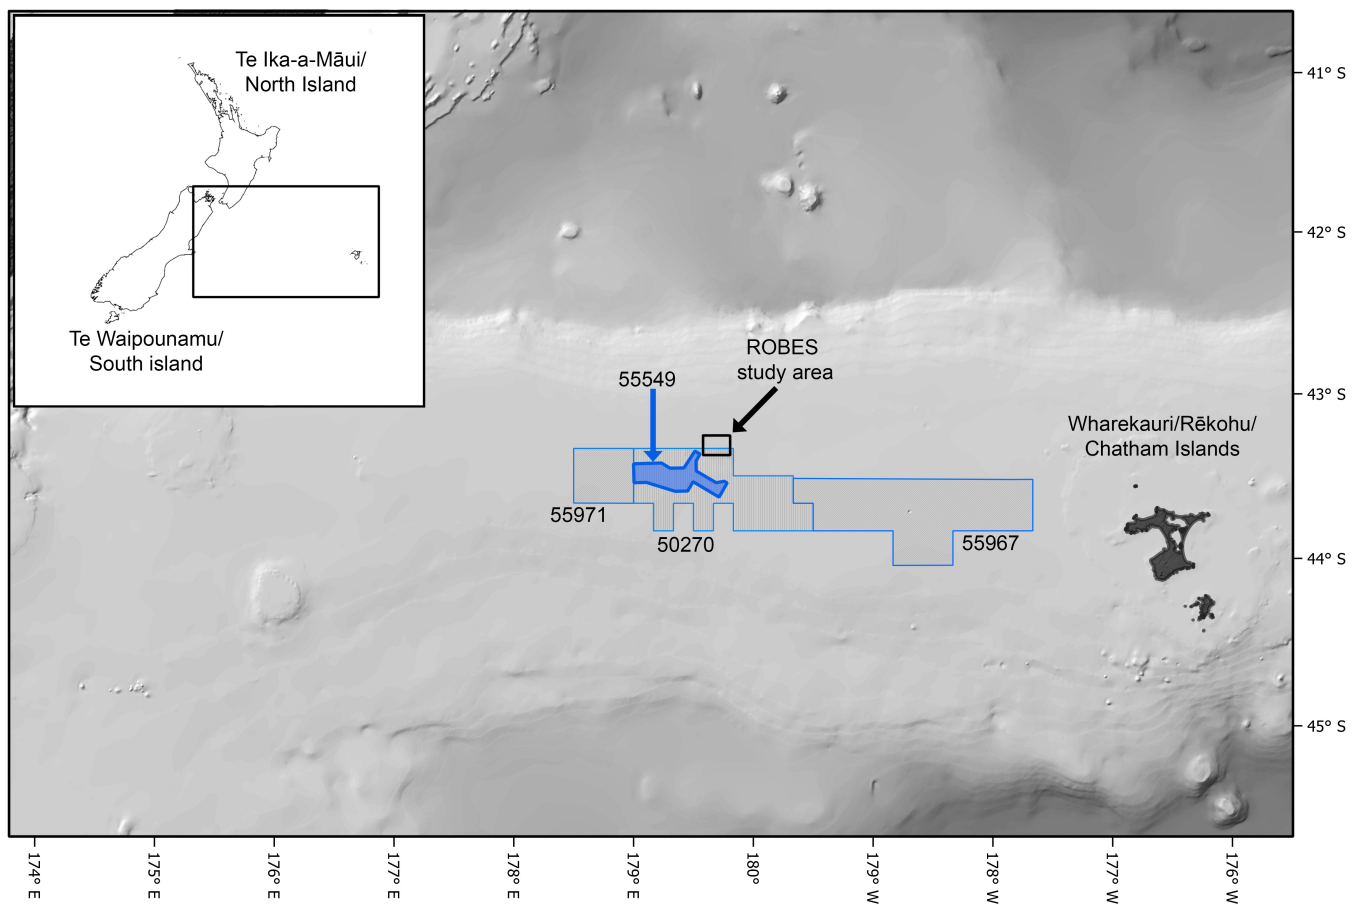 Te Ika-a-Māui/
North Island
Te Waipounamu/
South island
41° S
42° S
43° S
44° S
45° S
ROBES
study area
55549
Wharekauri/Rēkohu/
Chatham Islands
55971
50270
55967
174° E
175° E
176° E
177° E
178° E
179° E
180°
179° W
178° W
177° W
176° W